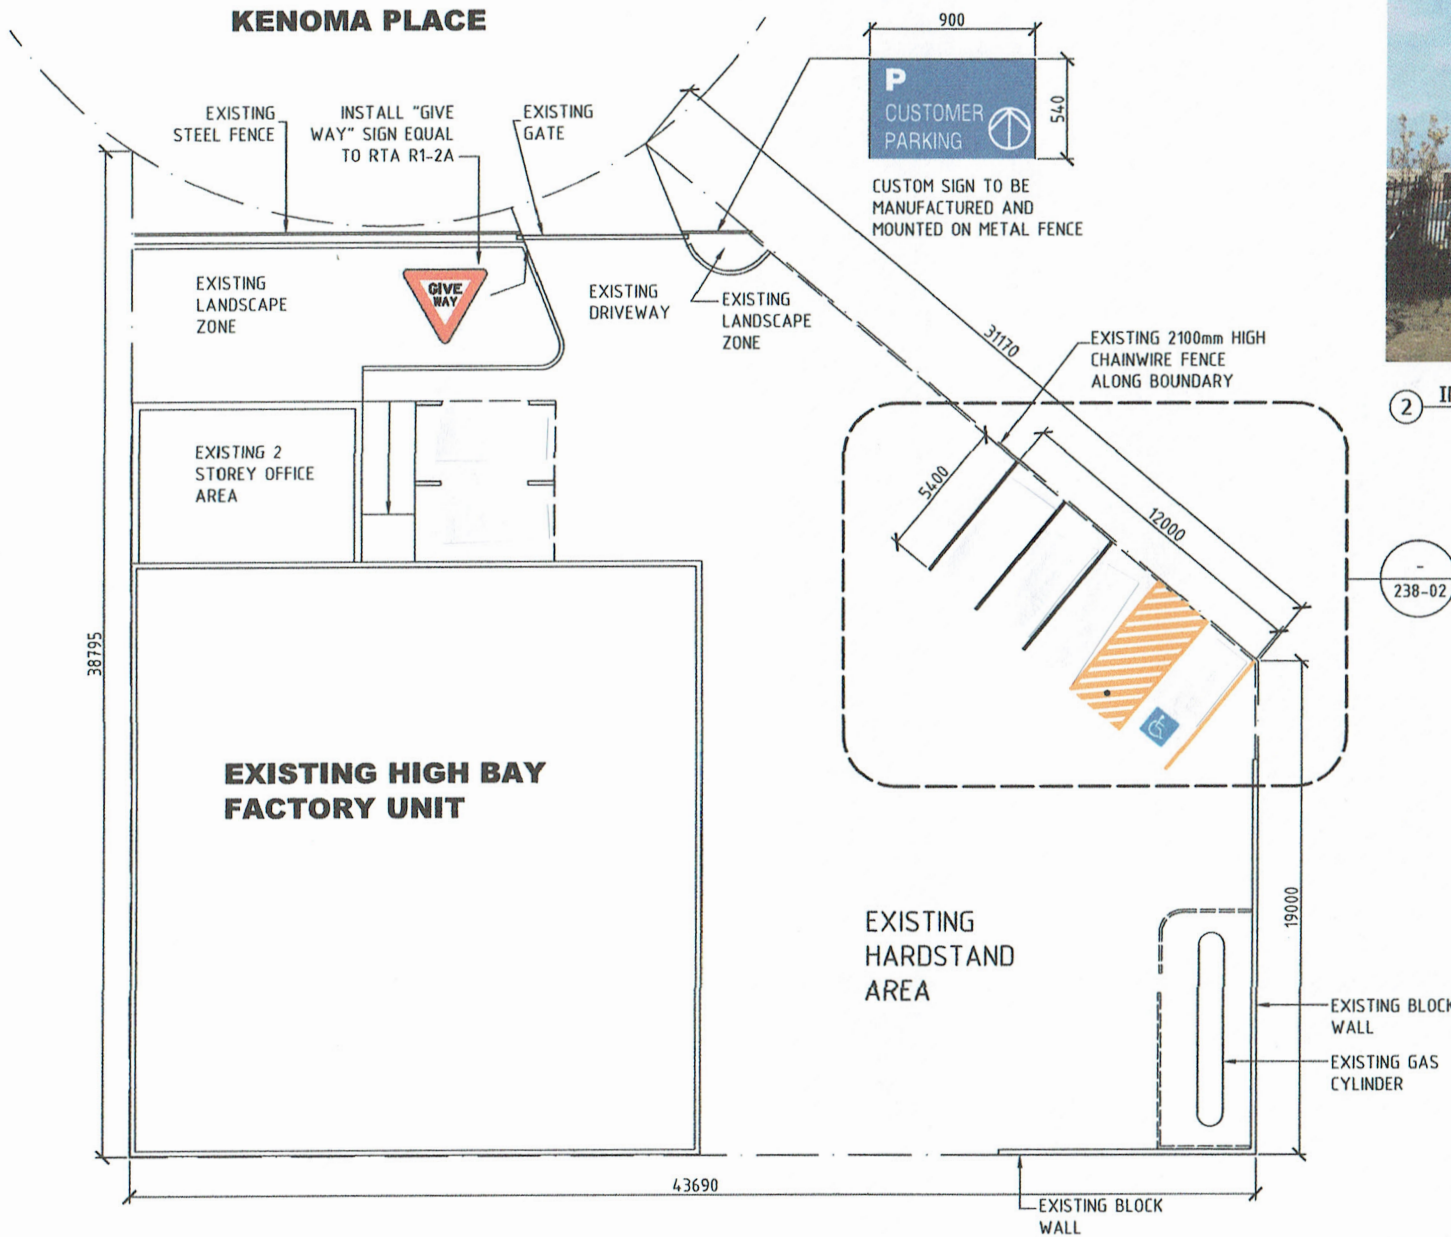 KENOMA PLACE
900
P
CUSTOMER
PARKING
540
CUSTOM SIGN TO BE
MANUFACTURED AND
MOUNTED ON METAL FENCE
EXISTING
STEEL FENCE
INSTALL "GIVE
WAY" SIGN EQUAL
TO RTA R1-2A
EXISTING
GATE
EXISTING
LANDSCAPE
ZONE
GIVE
WAY
EXISTING
DRIVEWAY
EXISTING
LANDSCAPE
ZONE
31170
EXISTING 2100mm HIGH
CHAINWIRE FENCE
ALONG BOUNDARY
2
EXISTING 2
STOREY OFFICE
AREA
5400
12000
-
238-02
38795
EXISTING HIGH BAY
FACTORY UNIT
EXISTING
HARDSTAND
AREA
19000
EXISTING BLOCK
WALL
EXISTING GAS
CYLINDER
43690
EXISTING BLOCK
WALL